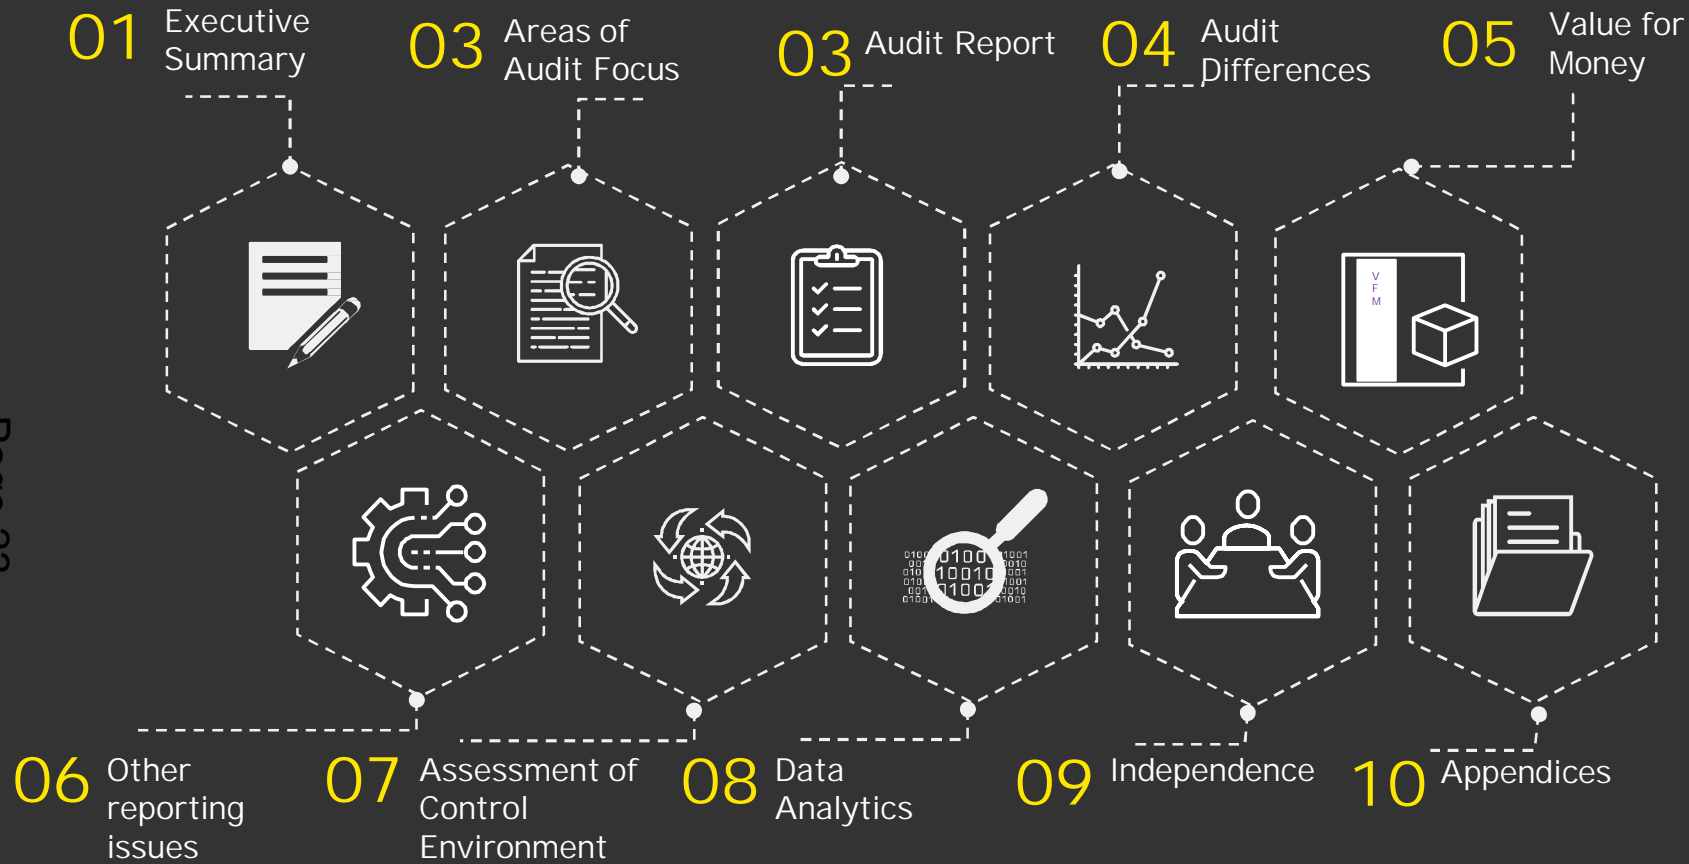 01 Executive
Summary
03 Areas of
Audit Focus
03 Audit Report
04 Audit
Differences
05 Value for
Money
V
F
M
06 Other
reporting
issues
07 Assessment of
Control
Environment
08 Data
Analytics
09 Independence
10 Appendices